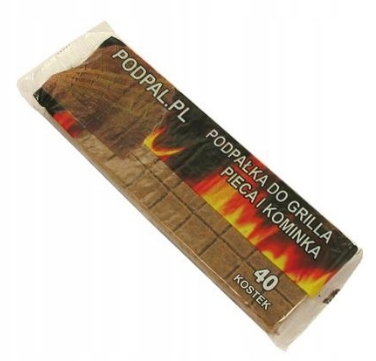 PODPAL.PL
PODPAŁKA DO GRILLA
PIECA I KOMINKA
40
KOSTEK